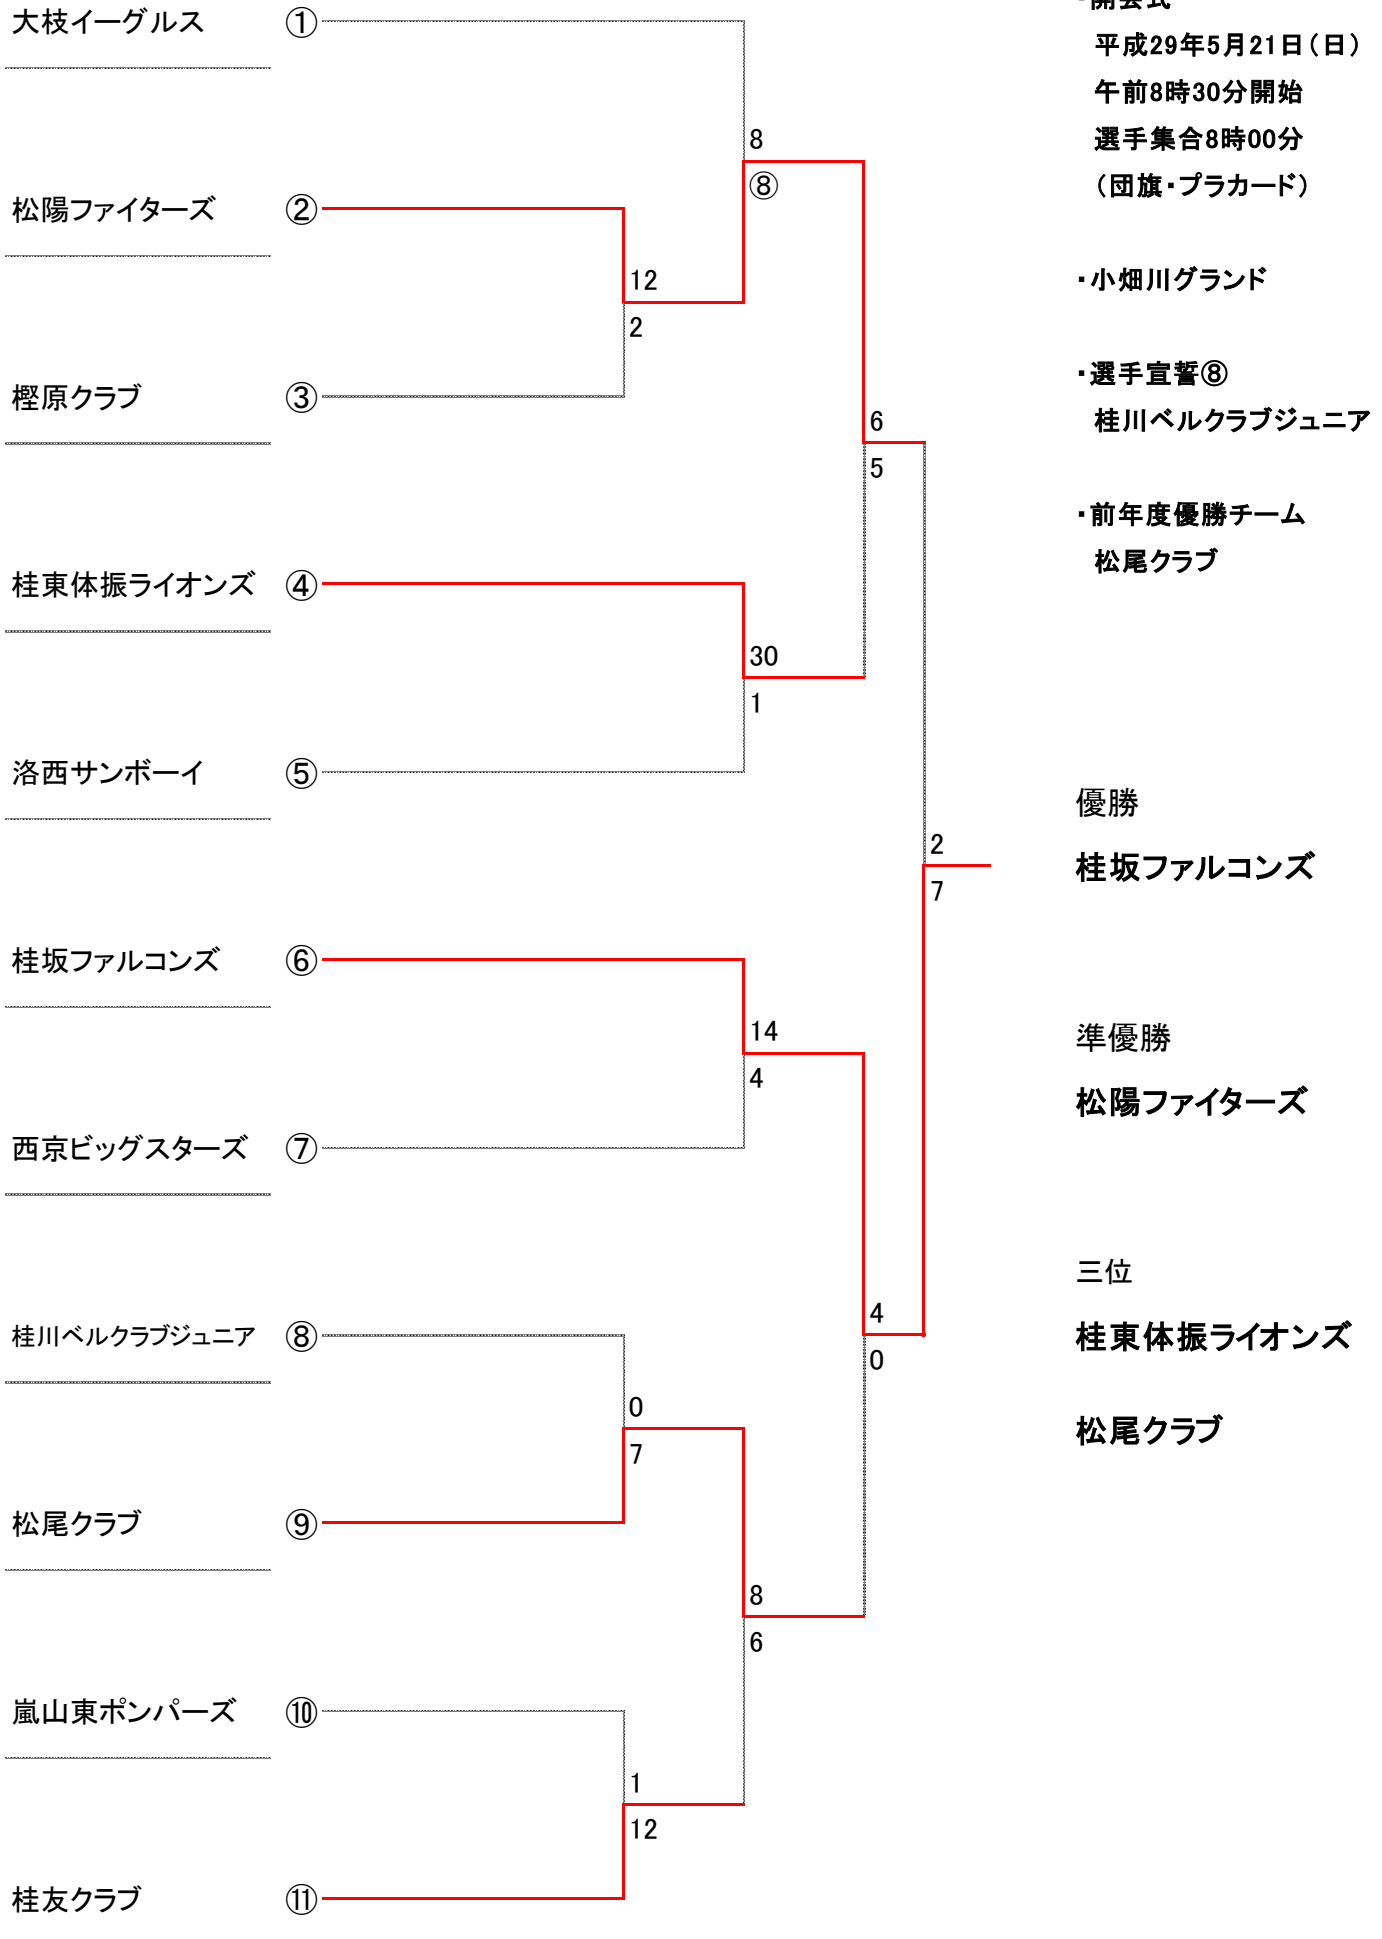 大枝イーグルス ①
松陽ファイターズ ②
樫原クラブ ③
桂東体振ライオンズ ④
洛西サンボーイ ⑤
桂坂ファルコンズ ⑥
西京ビッグスターズ ⑦
桂川ベルクラブジュニア ⑧
松尾クラブ ⑨
嵐山東ポンパーズ ⑩
桂友クラブ ⑪
12
2
0
7
1
12
8
⑧
30
1
14
4
8
6
6
5
4
0
2
7
・開会式
平成29年5月21日(日)
午前8時30分開始
選手集合8時00分
(団旗・プラカード)
・小畑川グランド
・選手宣誓⑧
桂川ベルクラブジュニア
・前年度優勝チーム
松尾クラブ
優勝
桂坂ファルコンズ
準優勝
松陽ファイターズ
三位
桂東体振ライオンズ
松尾クラブ